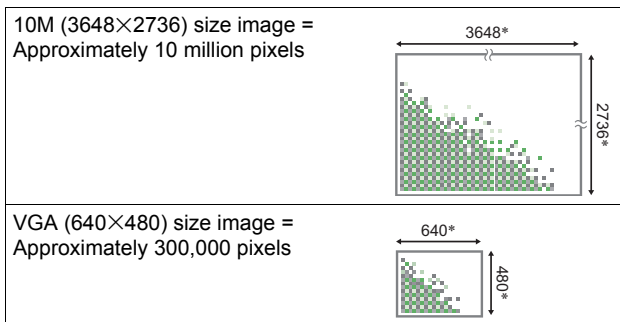 10M (3648×2736) size image =
Approximately 10 million pixels
3648*
2736*
VGA (640×480) size image =
Approximately 300,000 pixels
640*
480*